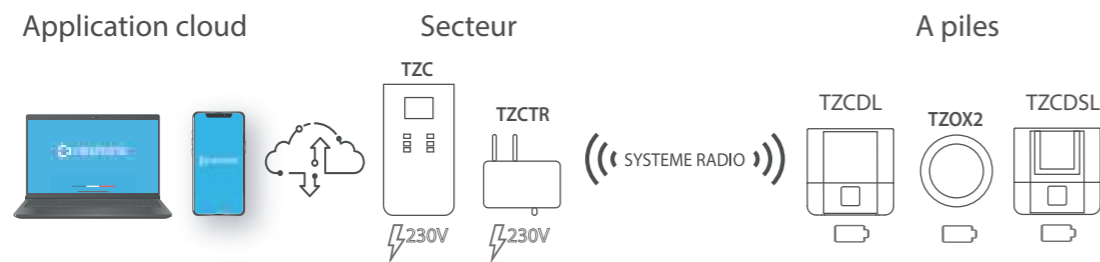 Application cloud
Secteur
A piles
TZC
TZCTR
SYSTEME RADIO
TZCDL
TZOX2
TZCDSL
230V
230V